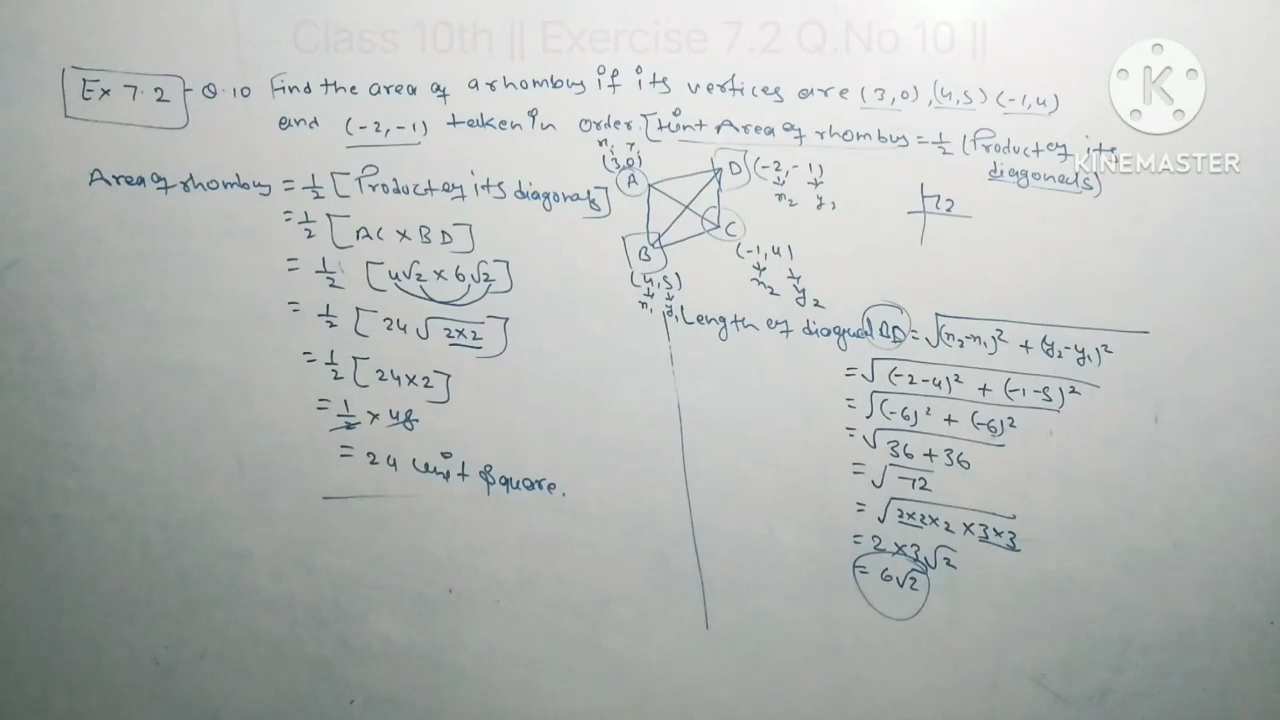 Class 10th || Exercise 7.2 Q.No 10 ||
Ex 7.2 - Q.10 Find the area of a rhombus if its vertices are (3,0), (4,5) (-1,4)
and (-2,-1) taken in order. [Hint Area of rhombus = 1/2 (Product of its
diagonals)
K
KINEMASTER
Area of rhombus = 1/2 [Product of its diagonals]
= 1/2 [AC × BD]
= 1/2 [4√2 × 6√2]
= 1/2 [24 √2×2]
= 1/2 [24×2]
= 1/2 × 48
= 24 unit square.
x₁ y₁
(3,0)
A
D (-2,-1)
x₂ y₂
B
C
(4,5)
x₁ y₁
(-1,4)
x₂ y₂
72
Length of diagonal BD = √(x₂-x₁)² + (y₂-y₁)²
= √(-2-4)² + (-1-5)²
= √(-6)² + (-6)²
= √36 + 36
= √72
= √2×2×2×3×3
= 2×3√2
= 6√2